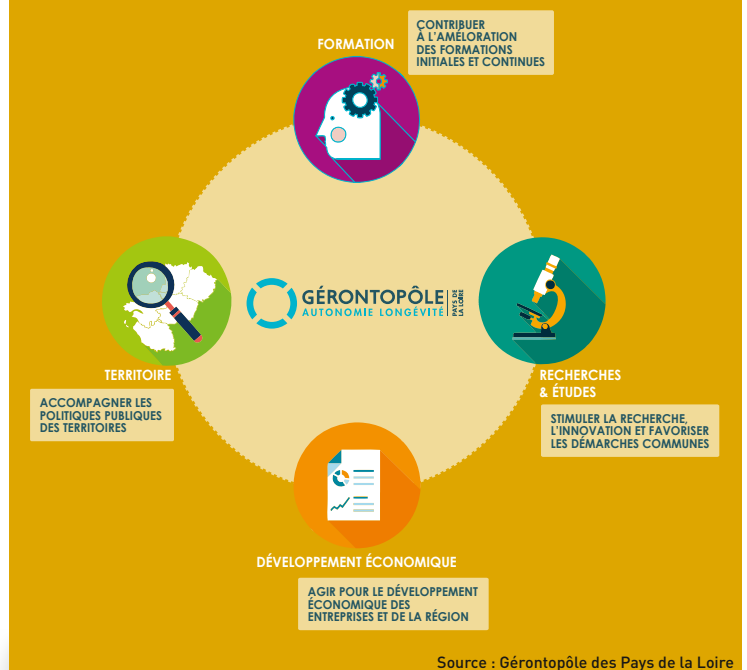 FORMATION
CONTRIBUER
À L'AMÉLIORATION
DES FORMATIONS
INITIALES ET CONTINUES
GÉRONTOPÔLE
AUTONOMIE LONGÉVITÉ
PAYS DE
LA LOIRE
TERRITOIRE
ACCOMPAGNER LES
POLITIQUES PUBLIQUES
DES TERRITOIRES
RECHERCHES
& ÉTUDES
STIMULER LA RECHERCHE,
L'INNOVATION ET FAVORISER
LES DÉMARCHES COMMUNES
DÉVELOPPEMENT ÉCONOMIQUE
AGIR POUR LE DÉVELOPPEMENT
ÉCONOMIQUE DES
ENTREPRISES ET DE LA RÉGION
Source : Gérontopôle des Pays de la Loire